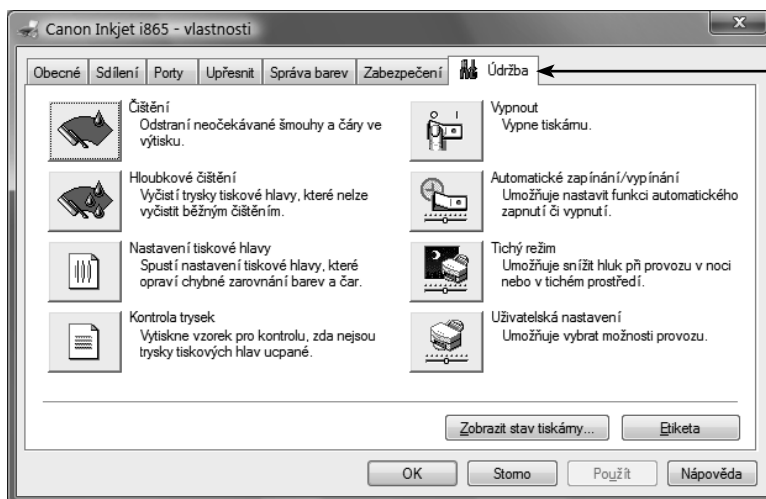 Canon Inkjet i865 - vlastnosti
Obecné Sdílení Porty Upřesnit Správa barev Zabezpečení Údržba
Čištění
Odstraní neočekávané šmouhy a čáry ve
výtisku.
Hloubkové čištění
Vyčistí trysky tiskové hlavy, které nelze
vyčistit běžným čištěním.
Nastavení tiskové hlavy
Spustí nastavení tiskové hlavy, které
opraví chybné zarovnání barev a čar.
Kontrola trysek
Vytiskne vzorek pro kontrolu, zda nejsou
trysky tiskových hlav ucpané.
Vypnout
Vypne tiskárnu.
Automatické zapínání/vypínání
Umožňuje nastavit funkci automatického
zapnutí či vypnutí.
Tichý režim
Umožňuje snížit hluk při provozu v noci
nebo v tichém prostředí.
Uživatelská nastavení
Umožňuje vybrat možnosti provozu.
Zobrazit stav tiskárny... Etiketa
OK Storno Použít Nápověda